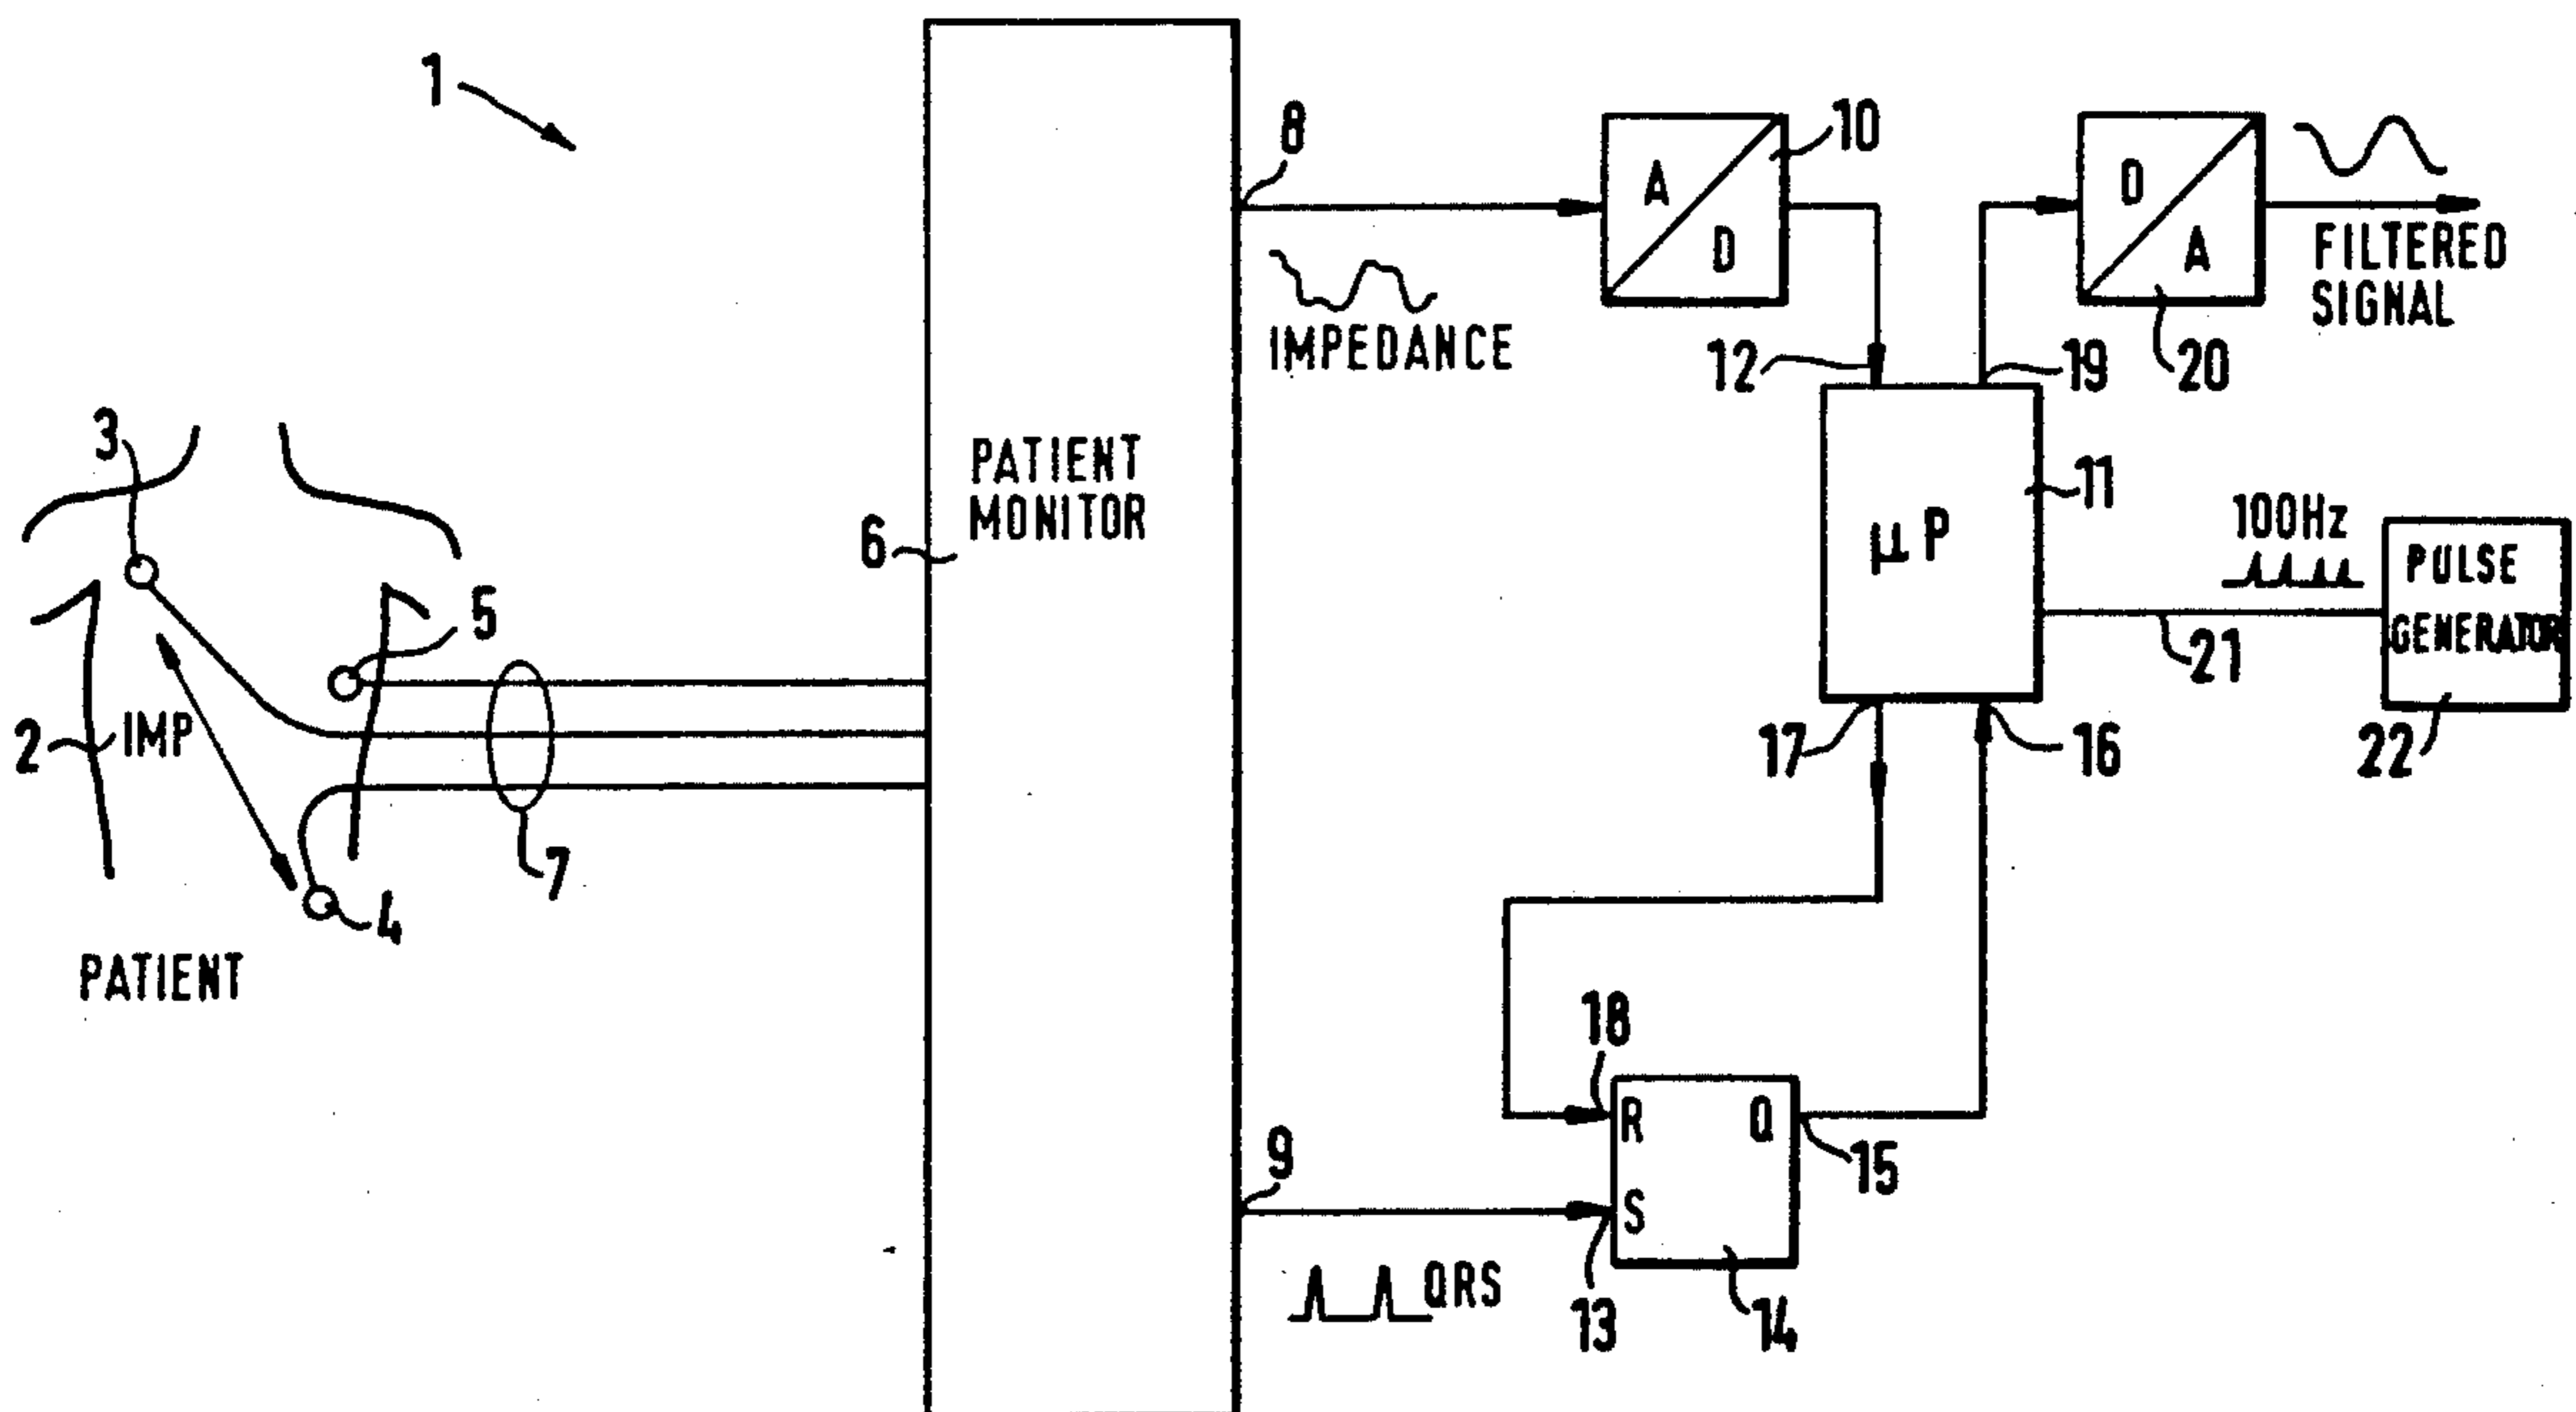 1
8
10
A
D
D
A
FILTERED
SIGNAL
IMPEDANCE
12
19
20
3
PATIENT
MONITOR
6
11
μP
100Hz
PULSE
GENERATOR
5
21
2
IMP
17
16
22
7
4
PATIENT
18
R
Q
9
15
S
QRS
13
14